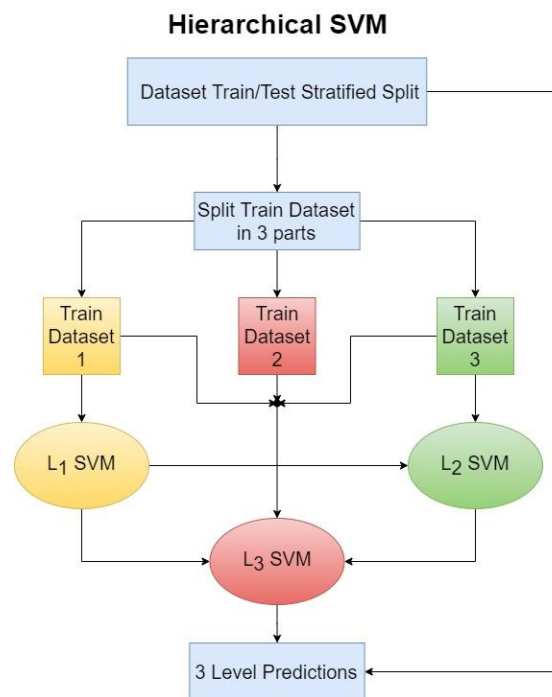 Hierarchical SVM
Dataset Train/Test Stratified Split
Split Train Dataset
in 3 parts
Train
Dataset
1
Train
Dataset
2
Train
Dataset
3
L1 SVM
L2 SVM
L3 SVM
3 Level Predictions